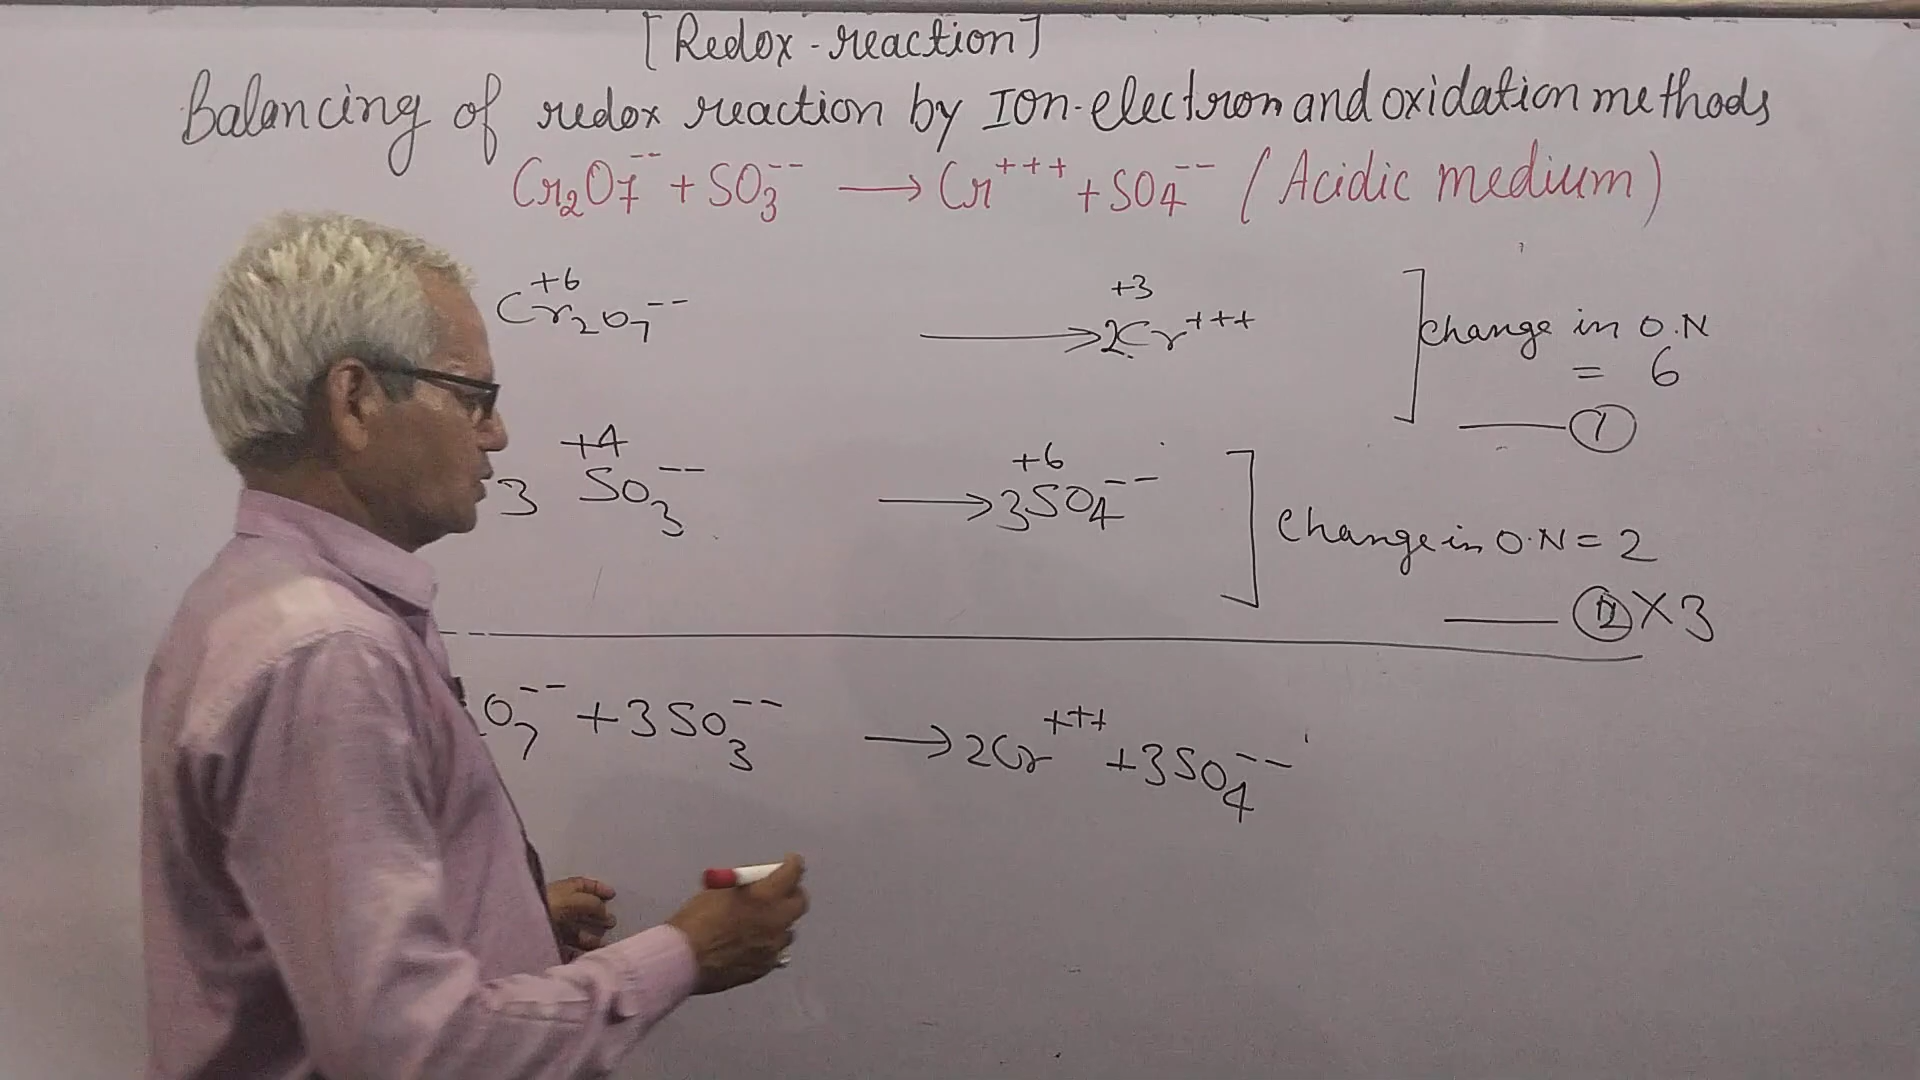 [Redox-reaction]
Balancing of redox reaction by Ion-electron and oxidation methods
Cr₂O₇⁻⁻ + SO₃⁻⁻ ⟶ Cr⁺⁺⁺ + SO₄⁻⁻ (Acidic medium)
+6 +3
Cr₂O₇⁻⁻ ⟶ 2Cr⁺⁺⁺ ] change in O.N
= 6
— ①
+4 +6
3 SO₃⁻⁻ ⟶ 3SO₄⁻⁻ ] Change in O.N = 2
— ② X 3
O₇⁻⁻ + 3SO₃⁻⁻ ⟶ 2Cr⁺⁺⁺ + 3SO₄⁻⁻